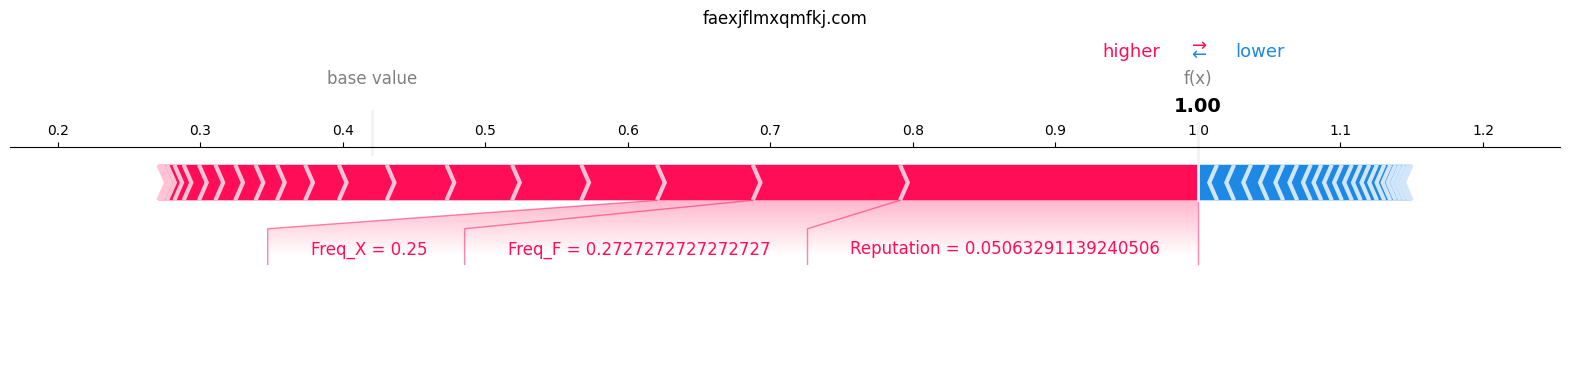 faexjflmxqmfkj.com
higher ⇄ lower
base value
f(x)
1.00
0.2 0.3 0.4 0.5 0.6 0.7 0.8 0.9 1.0 1.1 1.2
Freq_X = 0.25
Freq_F = 0.2727272727272727
Reputation = 0.05063291139240506